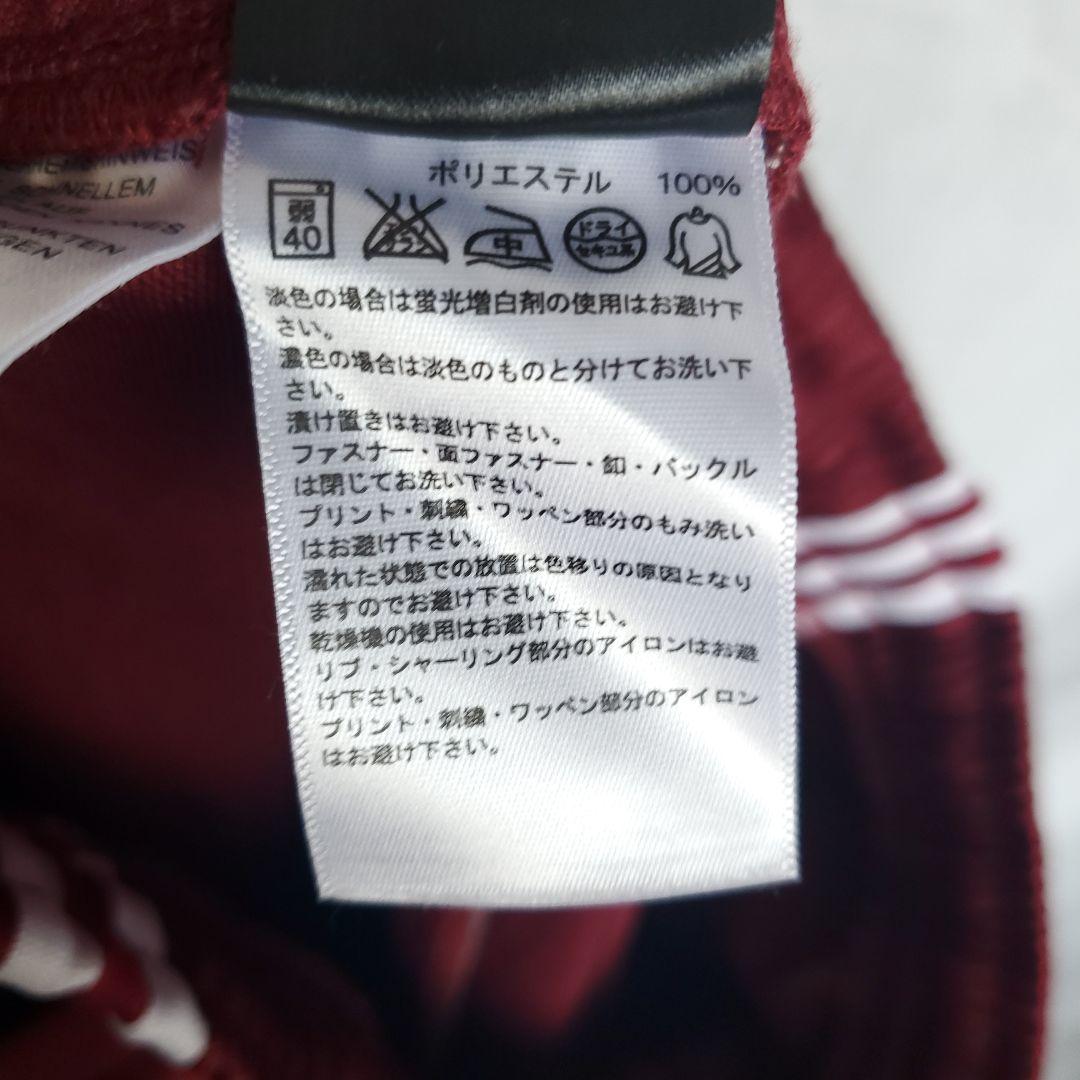 HINWEIS
SCHNELLEM
ポリエステル 100%
弱
40
エンソ
サラシ
中
ドライ
セキユ系
淡色の場合は蛍光増白剤の使用はお避け下
さい。
濃色の場合は淡色のものと分けてお洗い下
さい。
漬け置きはお避け下さい。
ファスナー・面ファスナー・釦・バックル
は閉じてお洗い下さい。
プリント・刺繍・ワッペン部分のもみ洗い
はお避け下さい。
濡れた状態での放置は色移りの原因となり
ますのでお避け下さい。
乾燥機の使用はお避け下さい。
リブ・シャーリング部分のアイロンはお避
け下さい。
プリント・刺繍・ワッペン部分のアイロン
はお避け下さい。